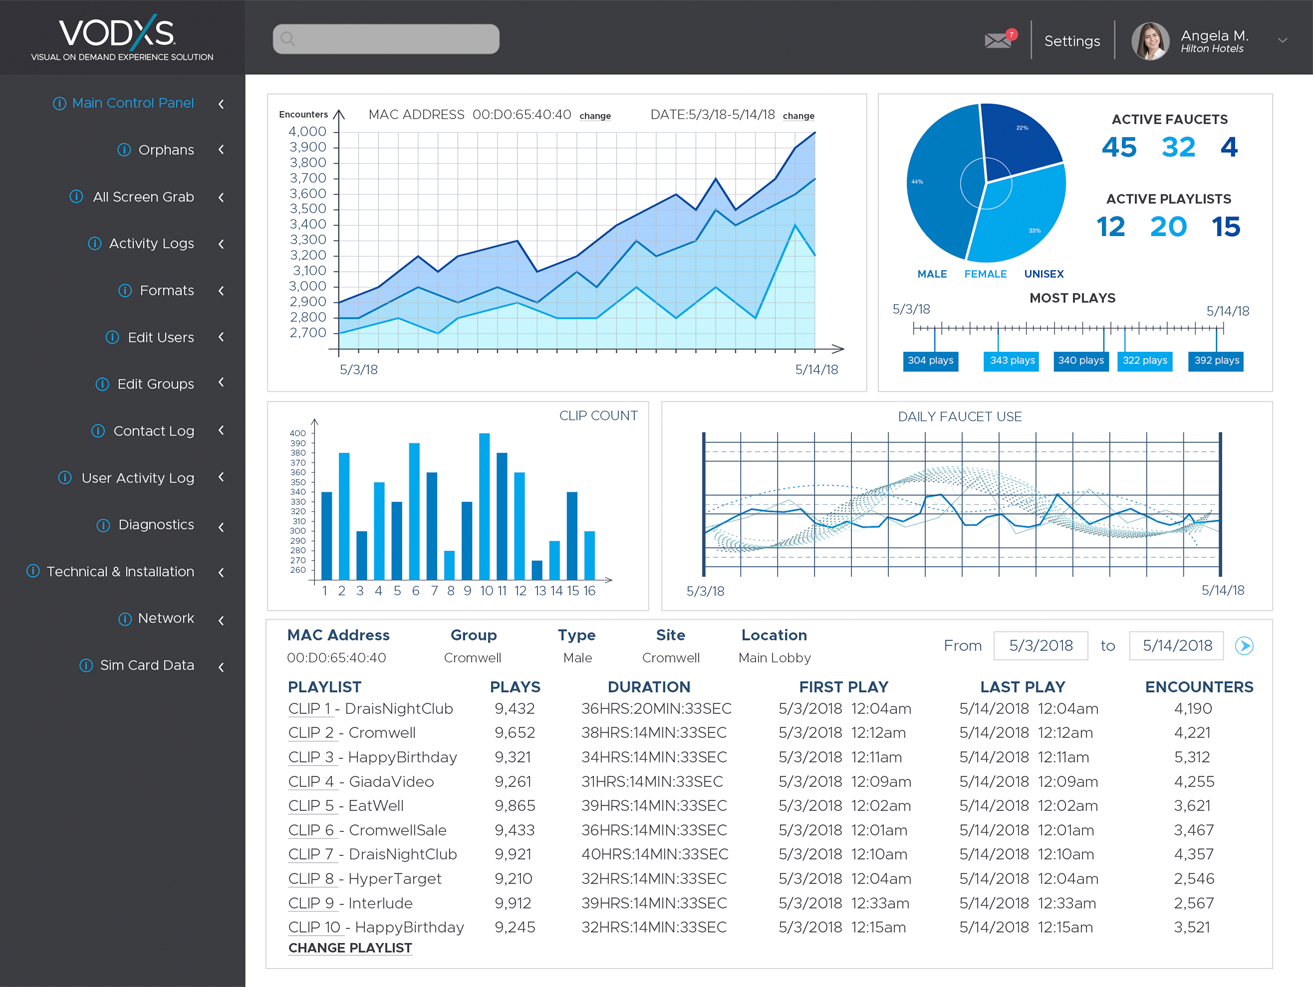 VODXS
VISUAL ON DEMAND EXPERIENCE SOLUTION
7
Settings
Angela M.
Hilton Hotels
Main Control Panel
Orphans
All Screen Grab
Activity Logs
Formats
Edit Users
Edit Groups
Contact Log
User Activity Log
Diagnostics
Technical & Installation
Network
Sim Card Data
Encounters
MAC ADDRESS 00:D0:65:40:40 change
DATE:5/3/18-5/14/18 change
4,000
3,900
3,800
3,700
3,600
3,500
3,400
3,300
3,200
3,100
3,000
2,900
2,800
2,700
5/3/18
5/14/18
22%
44%
33%
MALE FEMALE UNISEX
ACTIVE FAUCETS
45 32 4
ACTIVE PLAYLISTS
12 20 15
MOST PLAYS
5/3/18
5/14/18
304 plays 343 plays 340 plays 322 plays 392 plays
CLIP COUNT
400
390
380
370
360
350
340
330
320
310
300
290
280
270
260
1 2 3 4 5 6 7 8 9 10 11 12 13 14 15 16
DAILY FAUCET USE
5/3/18
5/14/18
MAC Address Group Type Site Location
00:D0:65:40:40 Cromwell Male Cromwell Main Lobby
From 5/3/2018 to 5/14/2018
PLAYLIST PLAYS DURATION FIRST PLAY LAST PLAY ENCOUNTERS
CLIP 1 - DraisNightClub 9,432 36HRS:20MIN:33SEC 5/3/2018 12:04am 5/14/2018 12:04am 4,190
CLIP 2 - Cromwell 9,652 38HRS:14MIN:33SEC 5/3/2018 12:12am 5/14/2018 12:12am 4,221
CLIP 3 - HappyBirthday 9,321 34HRS:14MIN:33SEC 5/3/2018 12:11am 5/14/2018 12:11am 5,312
CLIP 4 - GiadaVideo 9,261 31HRS:14MIN:33SEC 5/3/2018 12:09am 5/14/2018 12:09am 4,255
CLIP 5 - EatWell 9,865 39HRS:14MIN:33SEC 5/3/2018 12:02am 5/14/2018 12:02am 3,621
CLIP 6 - CromwellSale 9,433 36HRS:14MIN:33SEC 5/3/2018 12:01am 5/14/2018 12:01am 3,467
CLIP 7 - DraisNightClub 9,921 40HRS:14MIN:33SEC 5/3/2018 12:10am 5/14/2018 12:10am 4,357
CLIP 8 - HyperTarget 9,210 32HRS:14MIN:33SEC 5/3/2018 12:04am 5/14/2018 12:04am 2,546
CLIP 9 - Interlude 9,912 39HRS:14MIN:33SEC 5/3/2018 12:33am 5/14/2018 12:33am 2,567
CLIP 10 - HappyBirthday 9,245 32HRS:14MIN:33SEC 5/3/2018 12:15am 5/14/2018 12:15am 3,521
CHANGE PLAYLIST